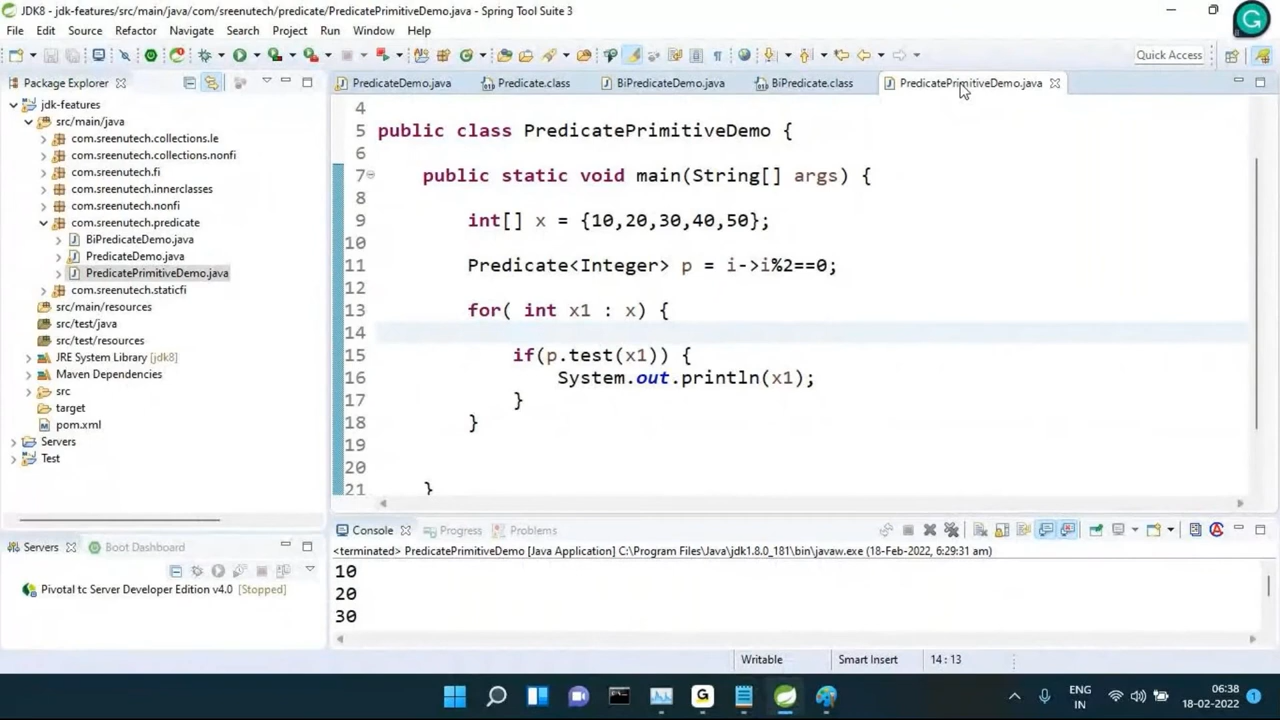 JDK8 - jdk-features/src/main/java/com/sreenutech/predicate/PredicatePrimitiveDemo.java - Spring Tool Suite 3
File Edit Source Refactor Navigate Search Project Run Window Help
Quick Access
Package Explorer
jdk-features
src/main/java
com.sreenutech.collections.le
com.sreenutech.collections.nonfi
com.sreenutech.fi
com.sreenutech.innerclasses
com.sreenutech.nonfi
com.sreenutech.predicate
BiPredicateDemo.java
PredicateDemo.java
PredicatePrimitiveDemo.java
com.sreenutech.staticfi
src/main/resources
src/test/java
src/test/resources
JRE System Library [jdk8]
Maven Dependencies
src
target
pom.xml
Servers
Test
PredicateDemo.java Predicate.class BiPredicateDemo.java BiPredicate.class PredicatePrimitiveDemo.java
4
5 public class PredicatePrimitiveDemo {
6
7 public static void main(String[] args) {
8
9 int[] x = {10,20,30,40,50};
10
11 Predicate<Integer> p = i->i%2==0;
12
13 for( int x1 : x) {
14
15 if(p.test(x1)) {
16 System.out.println(x1);
17 }
18 }
19
20
21 }
Servers Boot Dashboard
Pivotal tc Server Developer Edition v4.0 [Stopped]
Console Progress Problems
<terminated> PredicatePrimitiveDemo [Java Application] C:\Program Files\Java\jdk1.8.0_181\bin\javaw.exe (18-Feb-2022, 6:29:31 am)
10
20
30
Writable Smart Insert 14 : 13
ENG
IN
06:38
18-02-2022